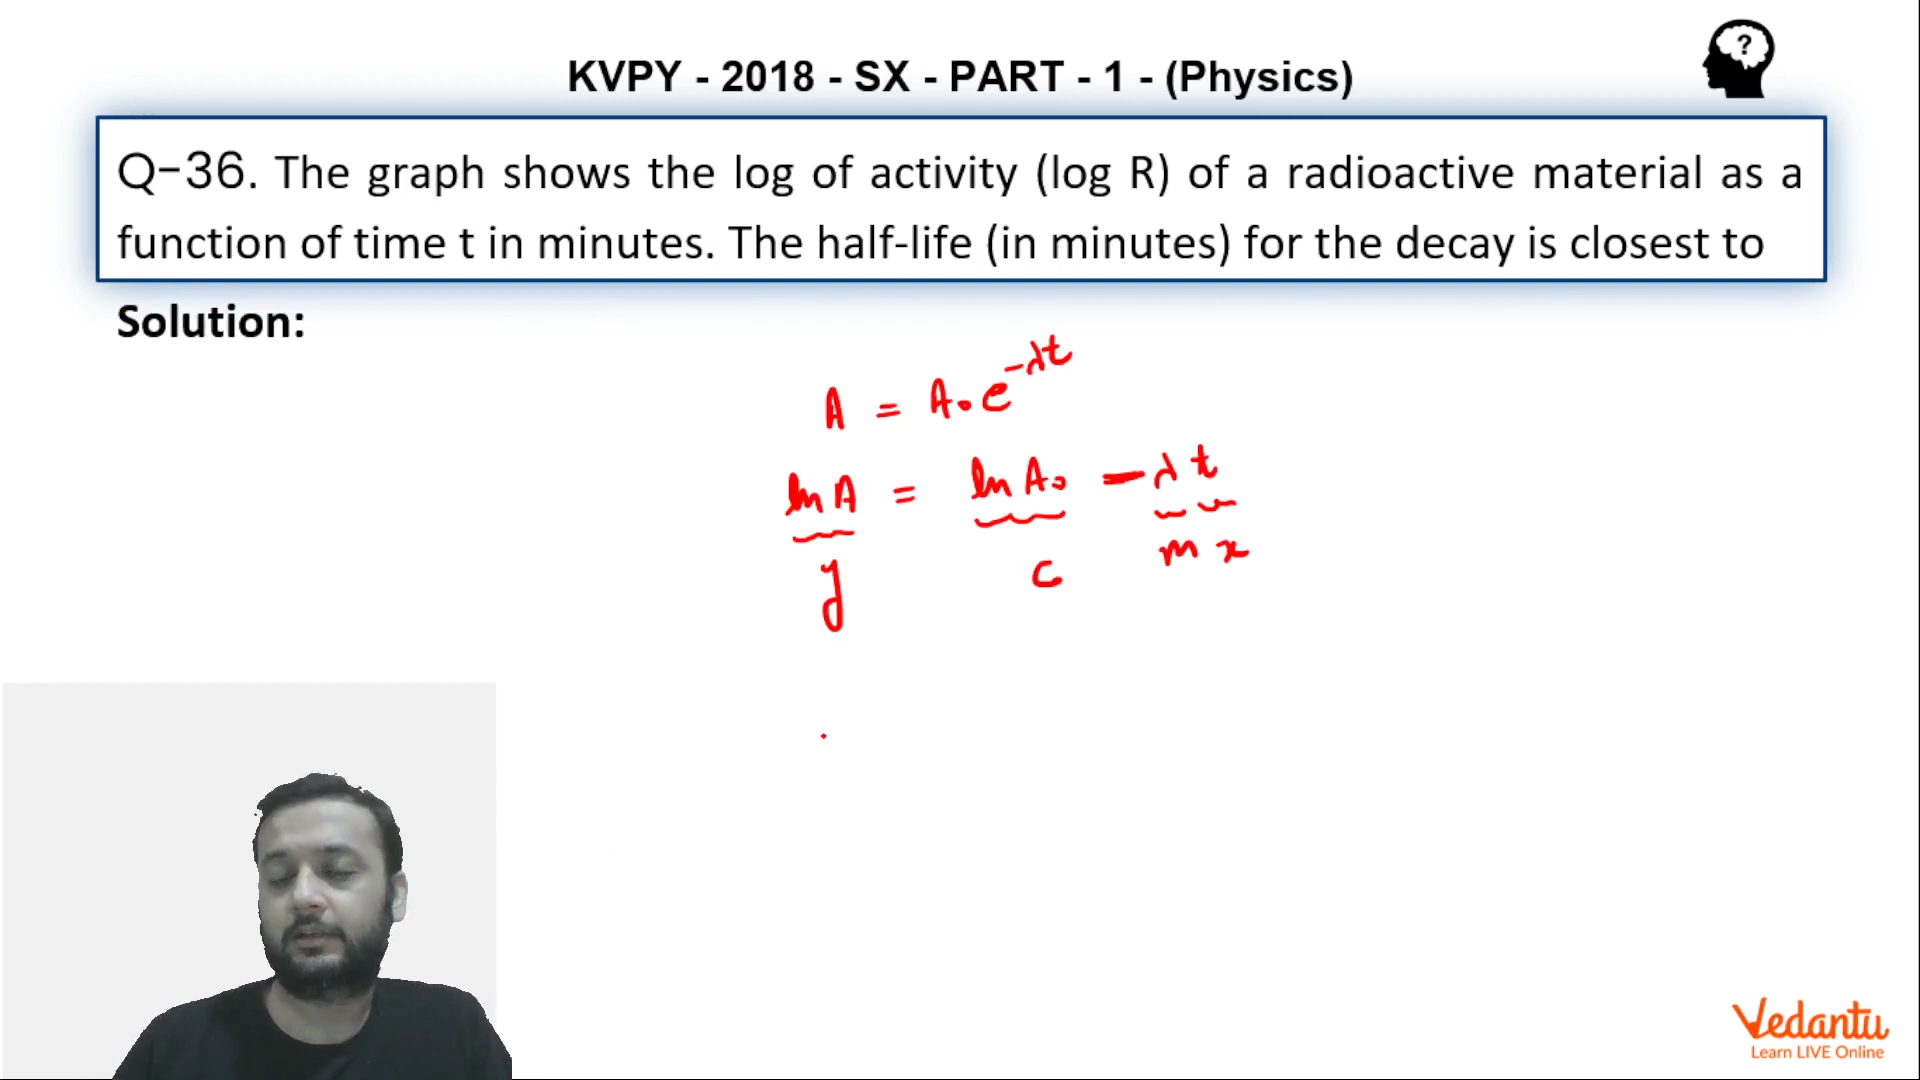 KVPY - 2018 - SX - PART - 1 - (Physics)
?
Q-36. The graph shows the log of activity (log R) of a radioactive material as a
function of time t in minutes. The half-life (in minutes) for the decay is closest to
Solution:
A = A₀e^{-λt}
ln A = ln A₀ - λ t
y c m x
Vedantu
Learn LIVE Online